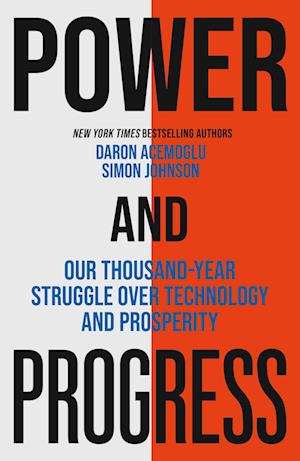 POWER
NEW YORK TIMES BESTSELLING AUTHORS
DARON ACEMOGLU
SIMON JOHNSON
AND
OUR THOUSAND-YEAR
STRUGGLE OVER TECHNOLOGY
AND PROSPERITY
PROGRESS